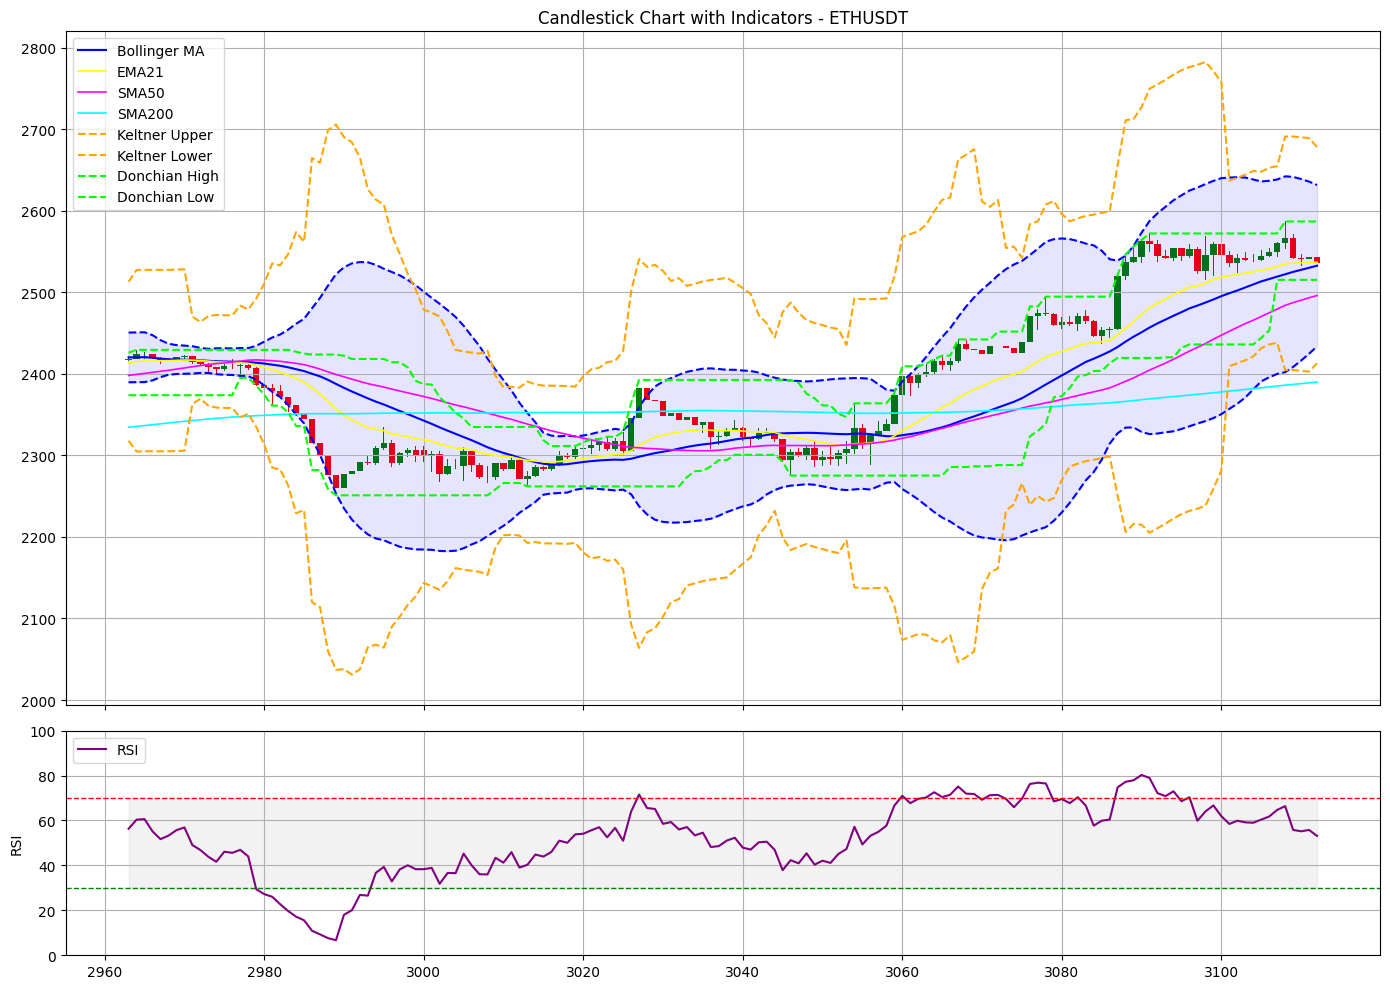 Candlestick Chart with Indicators - ETHUSDT
2800
2700
2600
2500
2400
2300
2200
2100
2000
Bollinger MA
EMA21
SMA50
SMA200
Keltner Upper
Keltner Lower
Donchian High
Donchian Low
RSI
100
80
60
40
20
0
RSI
2960
2980
3000
3020
3040
3060
3080
3100